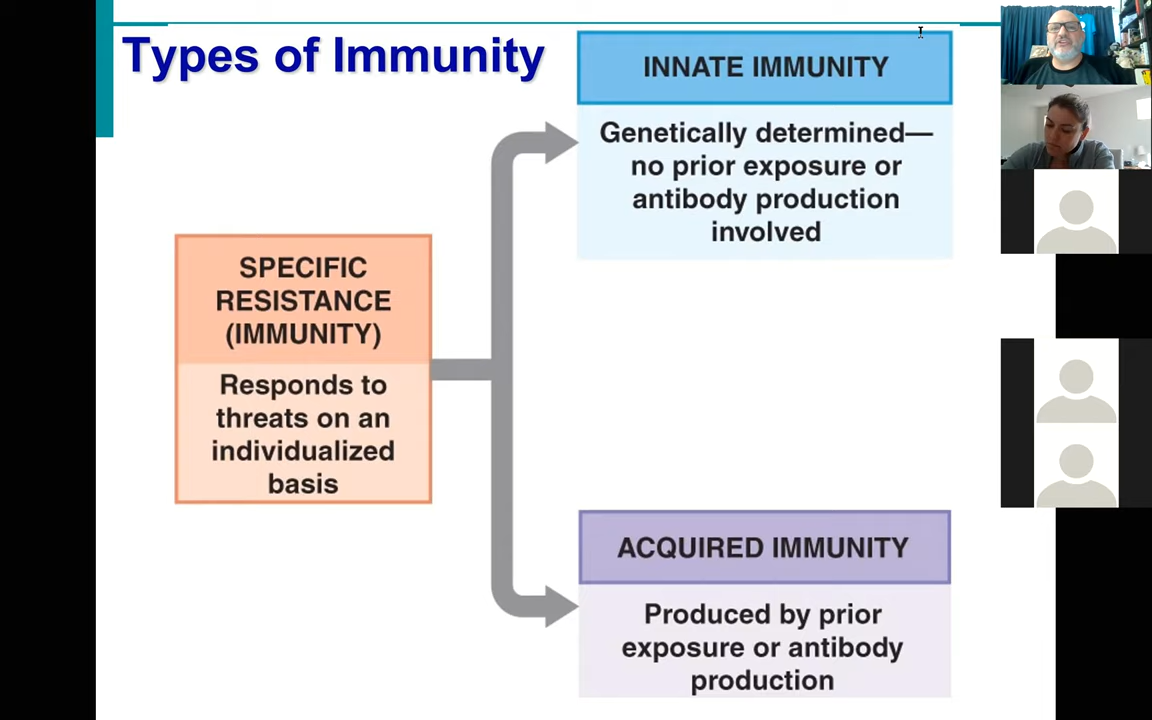 Types of Immunity
INNATE IMMUNITY
Genetically determined—
no prior exposure or
antibody production
involved
SPECIFIC
RESISTANCE
(IMMUNITY)
Responds to
threats on an
individualized
basis
ACQUIRED IMMUNITY
Produced by prior
exposure or antibody
production